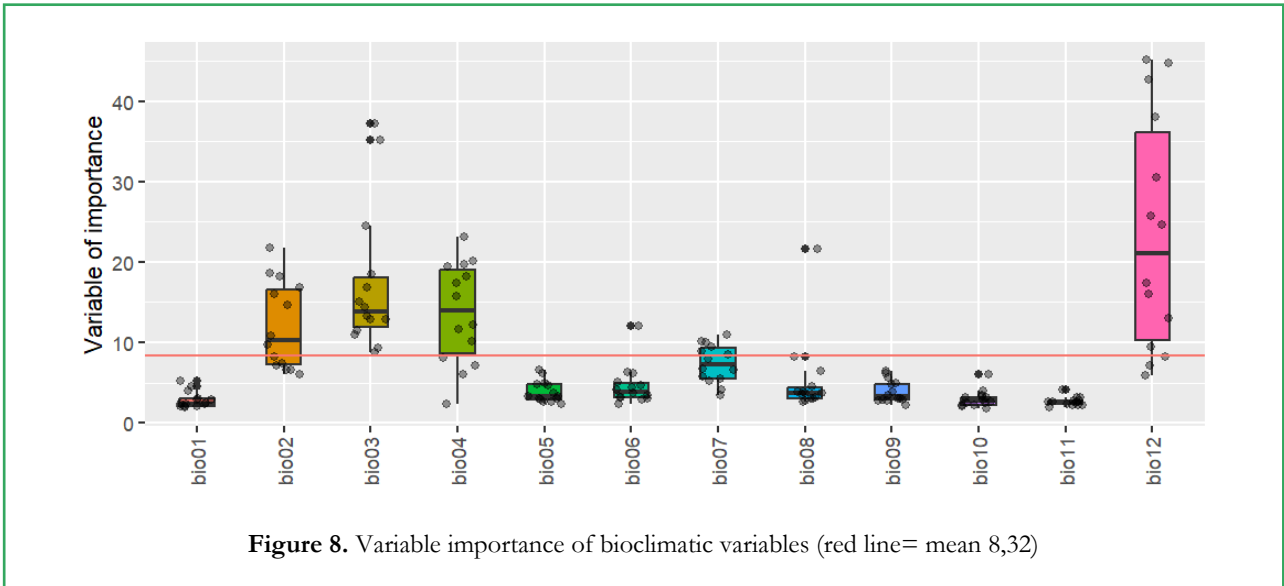 Variable of importance
40
30
20
10
0
bio01
bio02
bio03
bio04
bio05
bio06
bio07
bio08
bio09
bio10
bio11
bio12
Figure 8. Variable importance of bioclimatic variables (red line= mean 8,32)